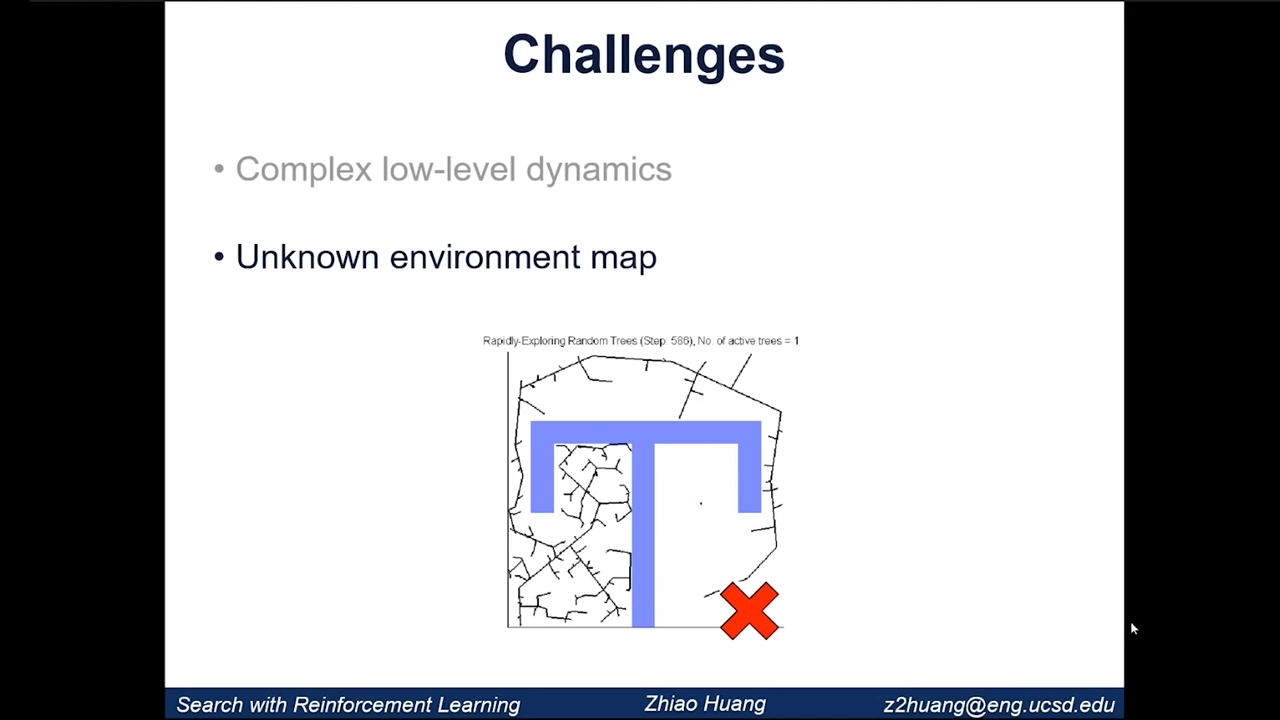 Challenges
• Complex low-level dynamics
• Unknown environment map
Rapidly-Exploring Random Trees (Step: 586), No. of active trees = 1
Search with Reinforcement Learning
Zhiao Huang
z2huang@eng.ucsd.edu